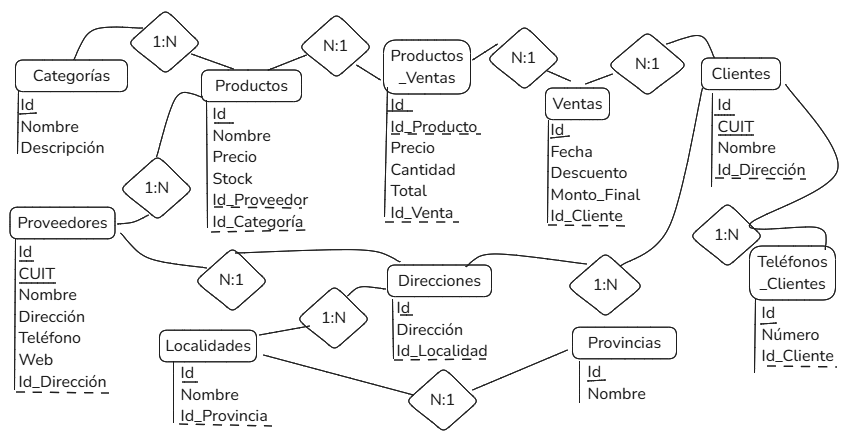 Categorías
Id
Nombre
Descripción
1:N
Productos
Id
Nombre
Precio
Stock
Id_Proveedor
Id_Categoría
N:1
Productos
_Ventas
Id
Id_Producto
Precio
Cantidad
Total
Id_Venta
N:1
Ventas
Id
Fecha
Descuento
Monto_Final
Id_Cliente
N:1
Clientes
Id
CUIT
Nombre
Id_Dirección
1:N
Proveedores
Id
CUIT
Nombre
Dirección
Teléfono
Web
Id_Dirección
N:1
Direcciones
Id
Dirección
Id_Localidad
1:N
1:N
Teléfonos
_Clientes
Id
Número
Id_Cliente
1:N
Localidades
Id
Nombre
Id_Provincia
N:1
Provincias
Id
Nombre